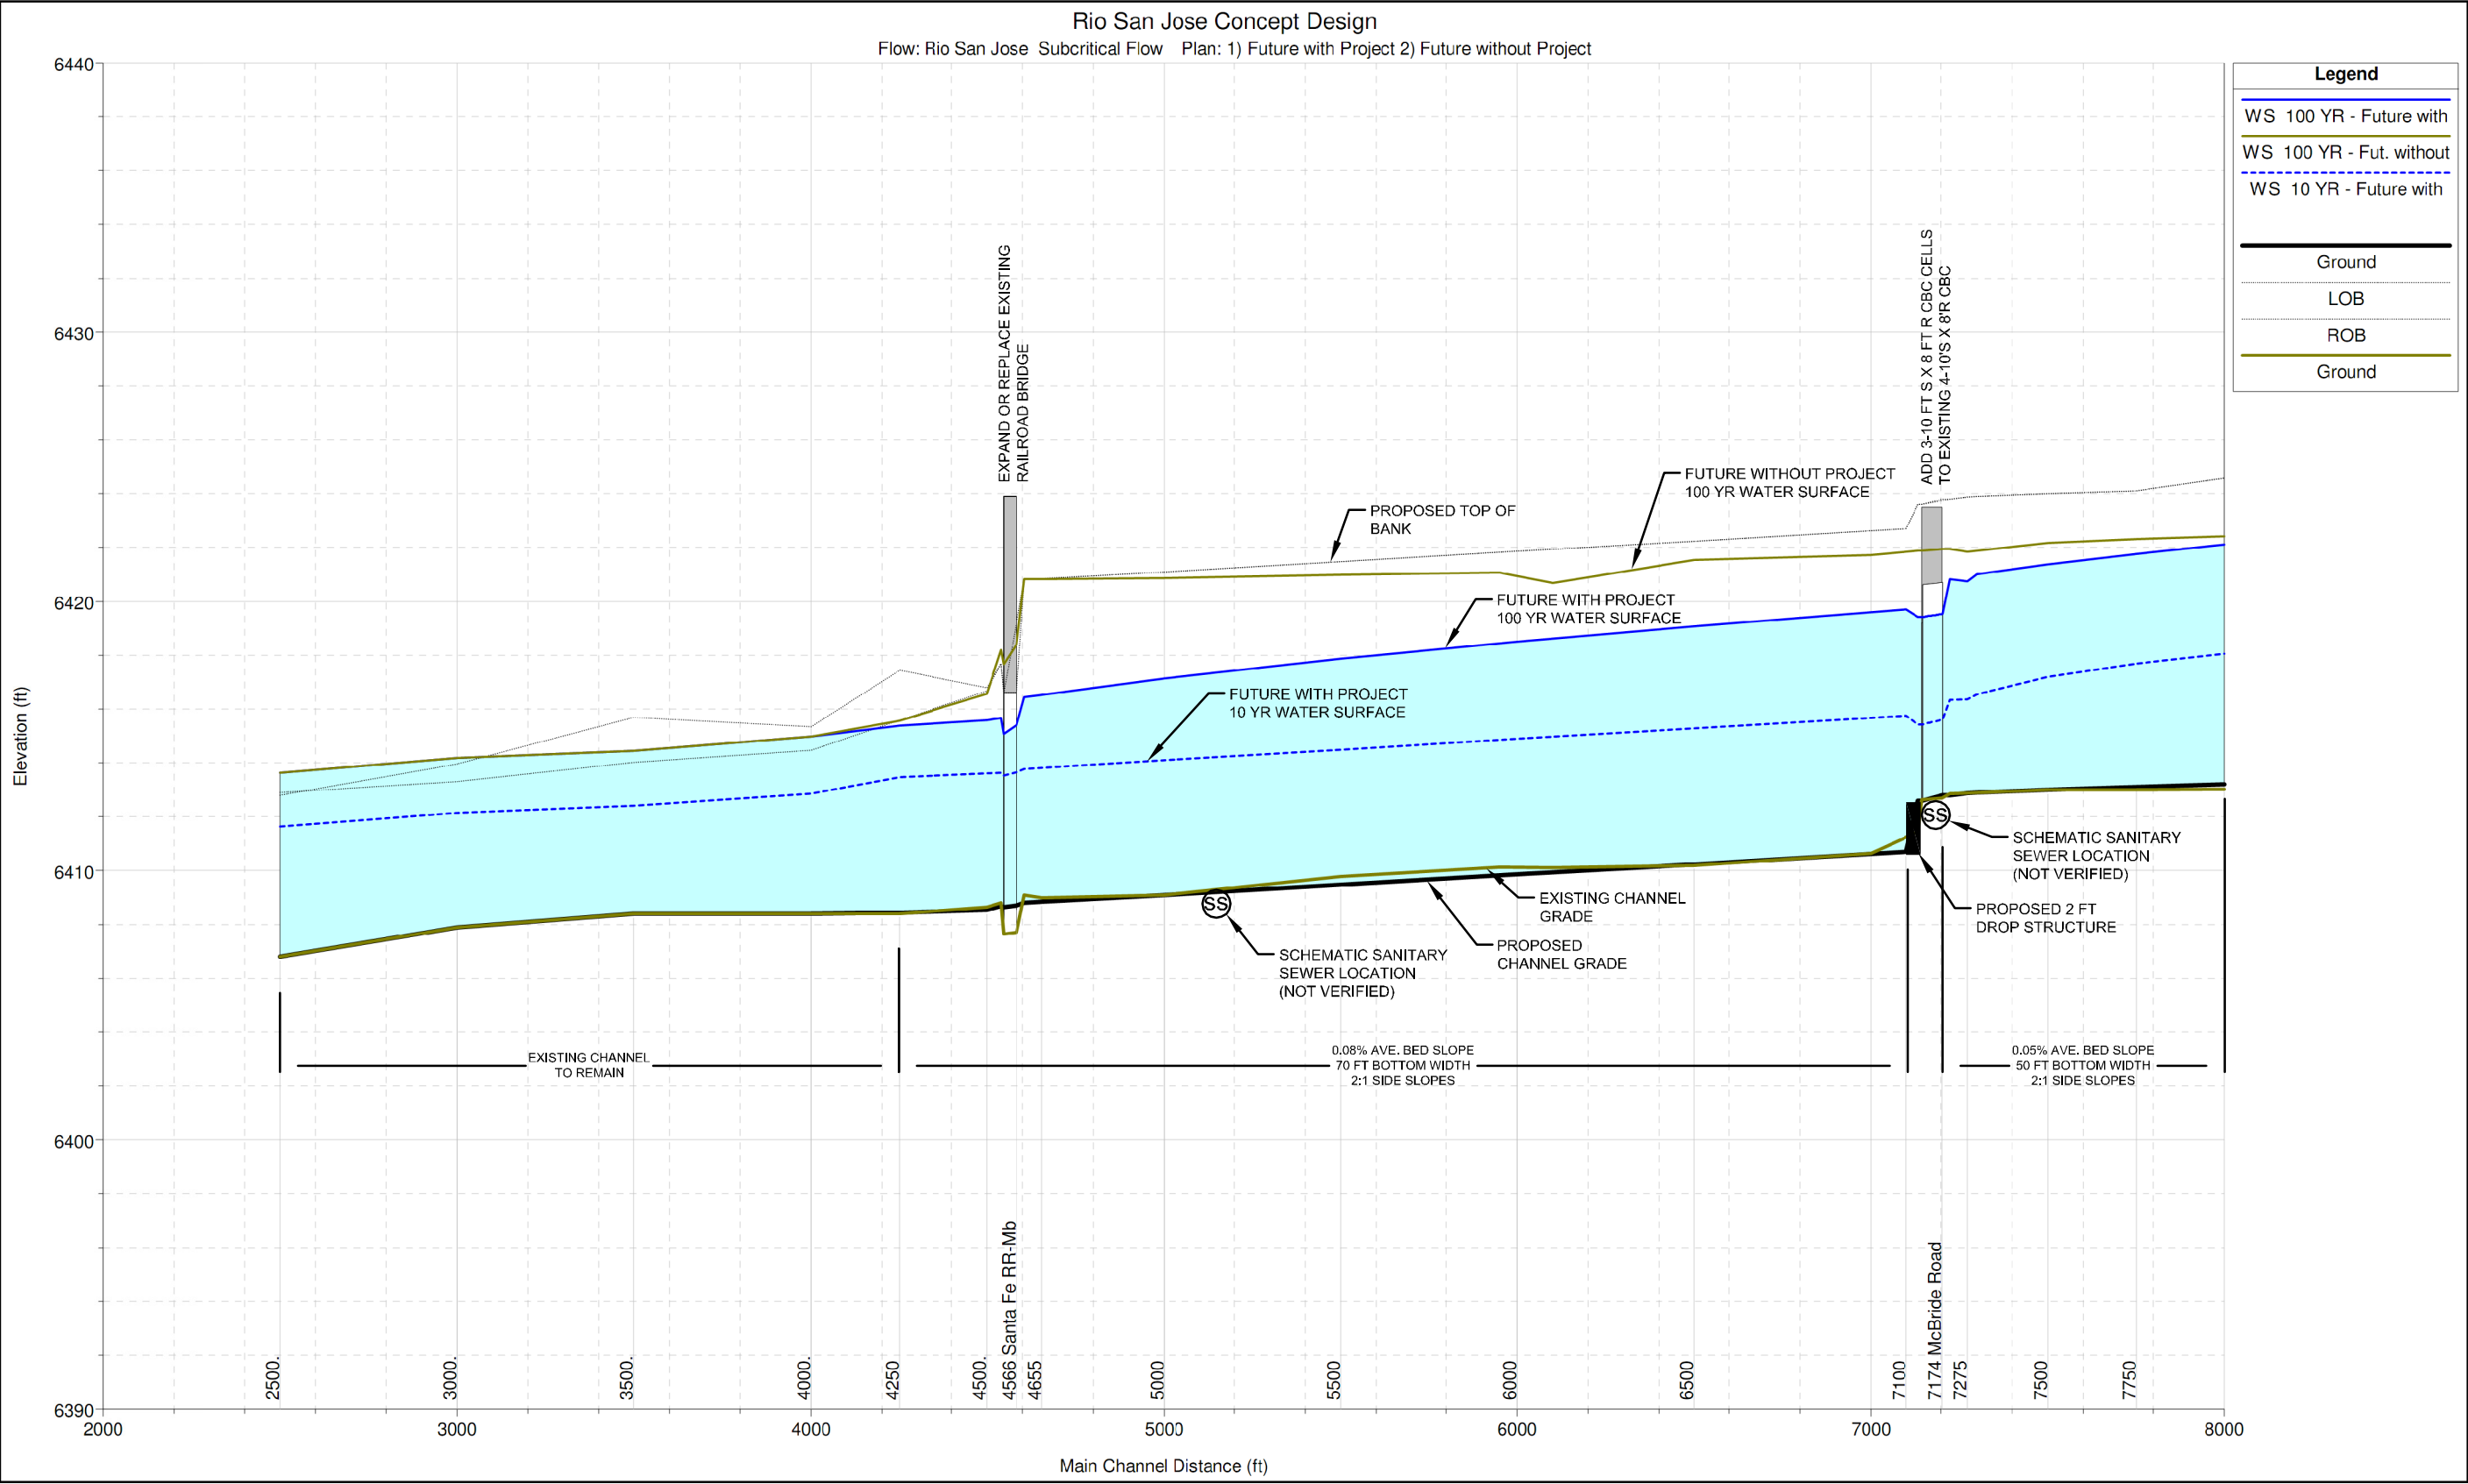 Rio San Jose Concept Design
Flow: Rio San Jose  Subcritical Flow    Plan: 1) Future with Project 2) Future without Project
Legend
WS  100 YR - Future with
WS  100 YR - Fut. without
WS  10 YR - Future with
Ground
LOB
ROB
Ground
Elevation (ft)
6440
6430
6420
6410
6400
6390
EXPAND OR REPLACE EXISTING
RAILROAD BRIDGE
ADD 3-10 FT S X 8 FT R CBC CELLS
TO EXISTING 4-10'S X 8'R CBC
FUTURE WITHOUT PROJECT
100 YR WATER SURFACE
PROPOSED TOP OF
BANK
FUTURE WITH PROJECT
100 YR WATER SURFACE
FUTURE WITH PROJECT
10 YR WATER SURFACE
SS
SCHEMATIC SANITARY
SEWER LOCATION
(NOT VERIFIED)
PROPOSED 2 FT
DROP STRUCTURE
EXISTING CHANNEL
GRADE
PROPOSED
CHANNEL GRADE
SS
SCHEMATIC SANITARY
SEWER LOCATION
(NOT VERIFIED)
EXISTING CHANNEL
TO REMAIN
0.08% AVE. BED SLOPE
70 FT BOTTOM WIDTH
2:1 SIDE SLOPES
0.05% AVE. BED SLOPE
50 FT BOTTOM WIDTH
2:1 SIDE SLOPES
2500.
3000.
3500.
4000.
4250
4500.
4566 Santa Fe RR-Mb
4655
5000
5500
6000
6500
7100
7174 McBride Road
7275
7500
7750
2000
3000
4000
5000
6000
7000
8000
Main Channel Distance (ft)